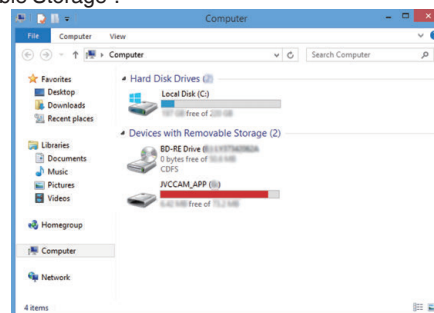 ble Storage".
Computer
File Computer View
Computer
Search Computer
Favorites
Desktop
Downloads
Recent places
Libraries
Documents
Music
Pictures
Videos
Homegroup
Computer
Network
Hard Disk Drives
Local Disk (C:)
free of
Devices with Removable Storage (2)
BD-RE Drive
0 bytes free of
CDFS
JVCCAM_APP
free of
4 items